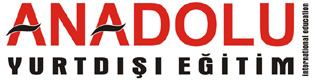 ANADOLU
YURTDIŞI EĞİTİM
international education